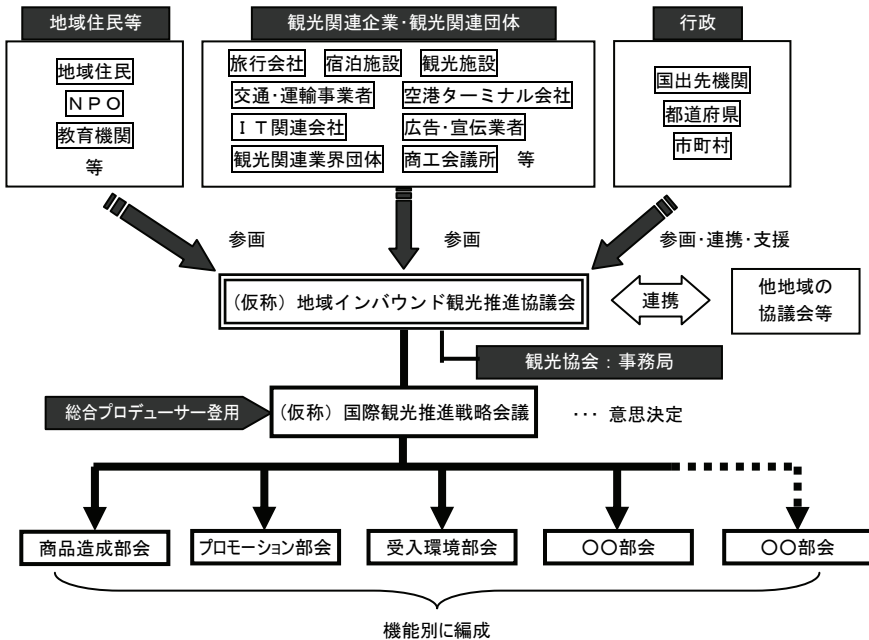 地域住民等
観光関連企業・観光関連団体
行政
地域住民
ＮＰＯ
教育機関
等
旅行会社 宿泊施設 観光施設
交通・運輸事業者 空港ターミナル会社
ＩＴ関連会社 広告・宣伝業者
観光関連業界団体 商工会議所 等
国出先機関
都道府県
市町村
参画
参画
参画・連携・支援
（仮称）地域インバウンド観光推進協議会
連携
他地域の
協議会等
観光協会：事務局
総合プロデューサー登用
（仮称）国際観光推進戦略会議
… 意思決定
商品造成部会
プロモーション部会
受入環境部会
○○部会
○○部会
機能別に編成